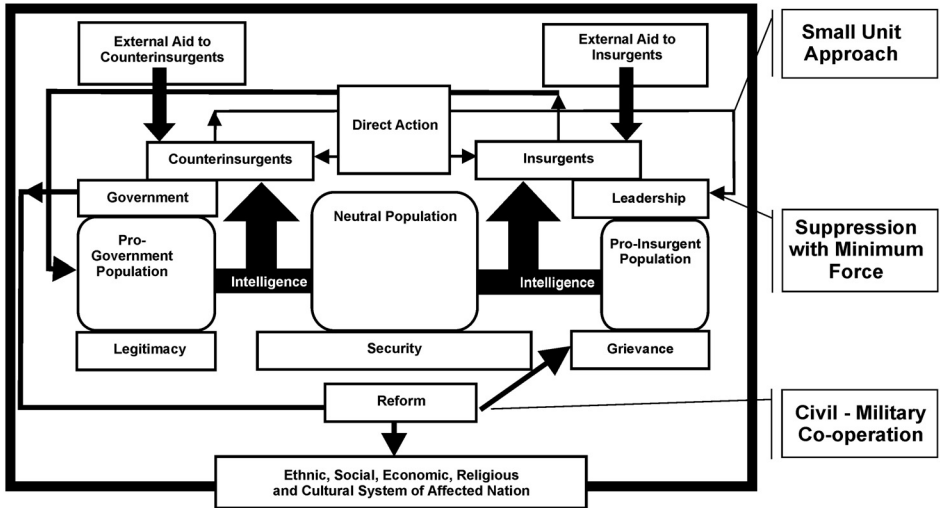 External Aid to
Counterinsurgents
External Aid to
Insurgents
Small Unit
Approach
Direct Action
Counterinsurgents
Insurgents
Government
Neutral Population
Leadership
Pro-
Government
Population
Pro-Insurgent
Population
Suppression
with Minimum
Force
Intelligence
Intelligence
Legitimacy
Security
Grievance
Reform
Civil - Military
Co-operation
Ethnic, Social, Economic, Religious
and Cultural System of Affected Nation